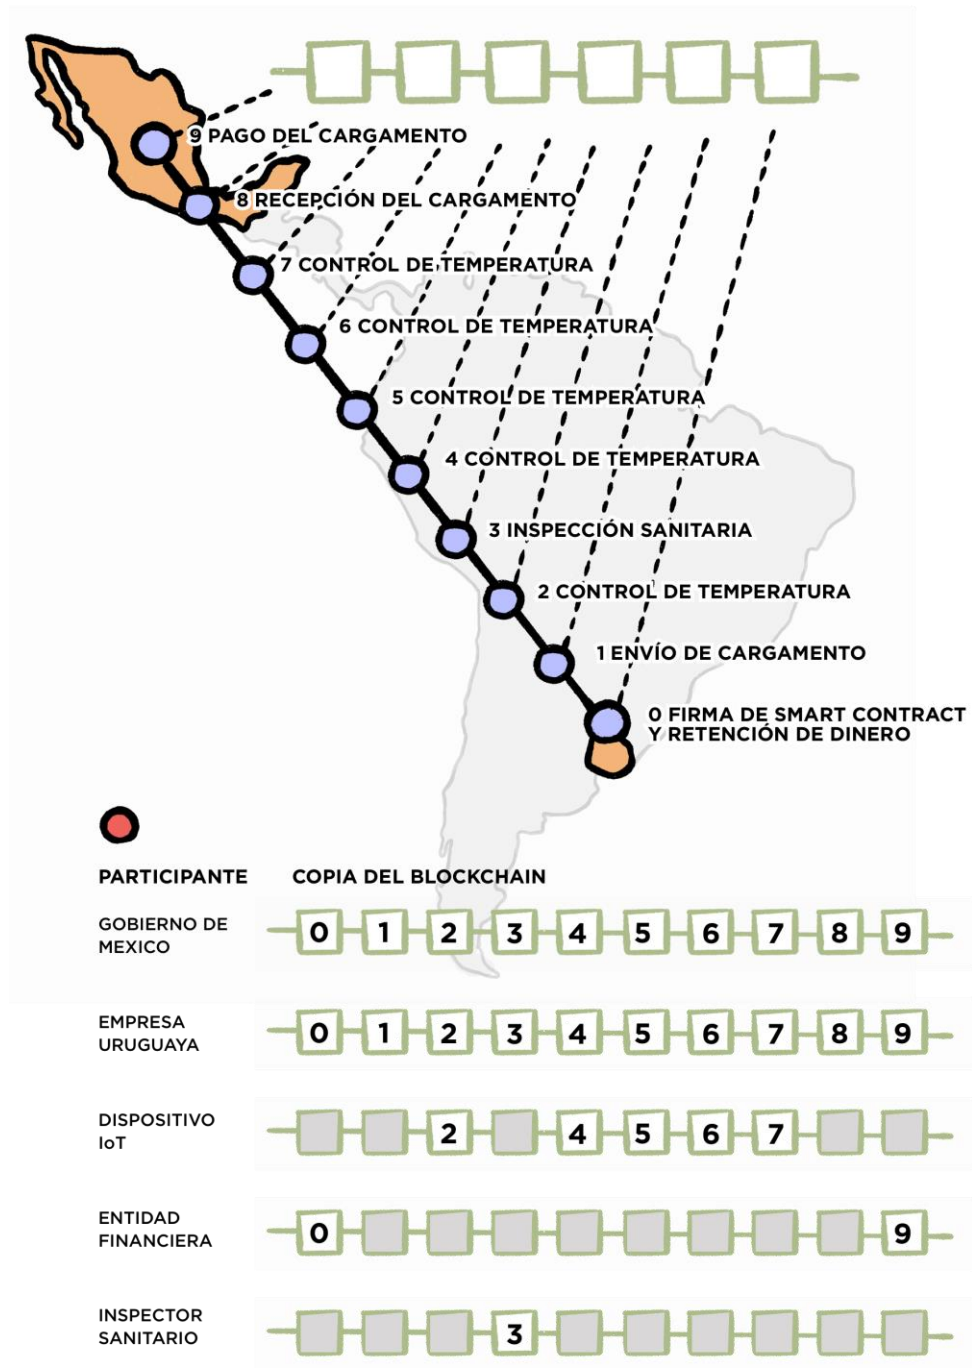 9 PAGO DEL CARGAMENTO
8 RECEPCIÓN DEL CARGAMENTO
7 CONTROL DE TEMPERATURA
6 CONTROL DE TEMPERATURA
5 CONTROL DE TEMPERATURA
4 CONTROL DE TEMPERATURA
3 INSPECCIÓN SANITARIA
2 CONTROL DE TEMPERATURA
1 ENVÍO DE CARGAMENTO
0 FIRMA DE SMART CONTRACT
Y RETENCIÓN DE DINERO
PARTICIPANTE COPIA DEL BLOCKCHAIN
GOBIERNO DE
MEXICO
0 1 2 3 4 5 6 7 8 9
EMPRESA
URUGUAYA
0 1 2 3 4 5 6 7 8 9
DISPOSITIVO
IoT
2 4 5 6 7
ENTIDAD
FINANCIERA
0 9
INSPECTOR
SANITARIO
3